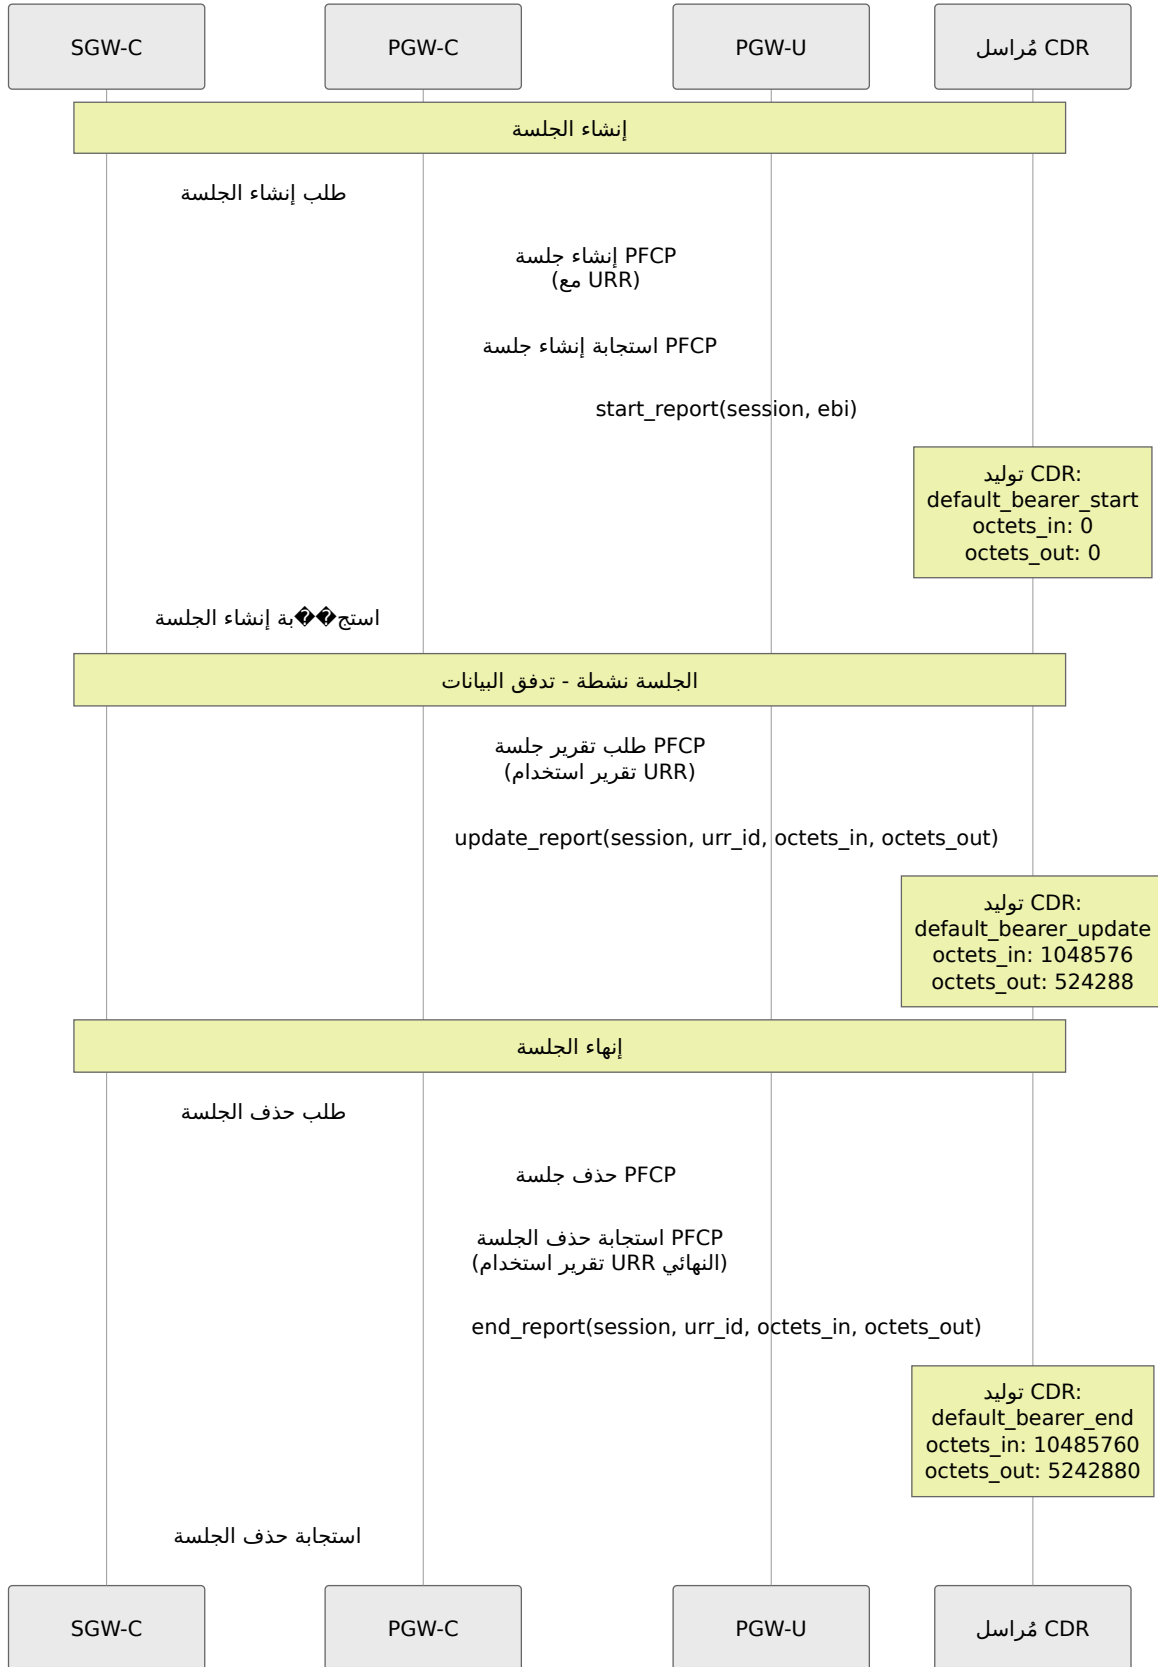 SGW-C
PGW-C
PGW-U
مُراسل CDR
إنشاء الجلسة
طلب إنشاء الجلسة
إنشاء جلسة PFCP
(مع URR)
استجابة إنشاء جلسة PFCP
start_report(session, ebi)
توليد CDR:
default_bearer_start
octets_in: 0
octets_out: 0
استج��بة إنشاء الجلسة
الجلسة نشطة - تدفق البيانات
طلب تقرير جلسة PFCP
(تقرير استخدام URR)
update_report(session, urr_id, octets_in, octets_out)
توليد CDR:
default_bearer_update
octets_in: 1048576
octets_out: 524288
إنهاء الجلسة
طلب حذف الجلسة
حذف جلسة PFCP
استجابة حذف الجلسة PFCP
(تقرير استخدام URR النهائي)
end_report(session, urr_id, octets_in, octets_out)
توليد CDR:
default_bearer_end
octets_in: 10485760
octets_out: 5242880
استجابة حذف الجلسة
SGW-C
PGW-C
PGW-U
مُراسل CDR